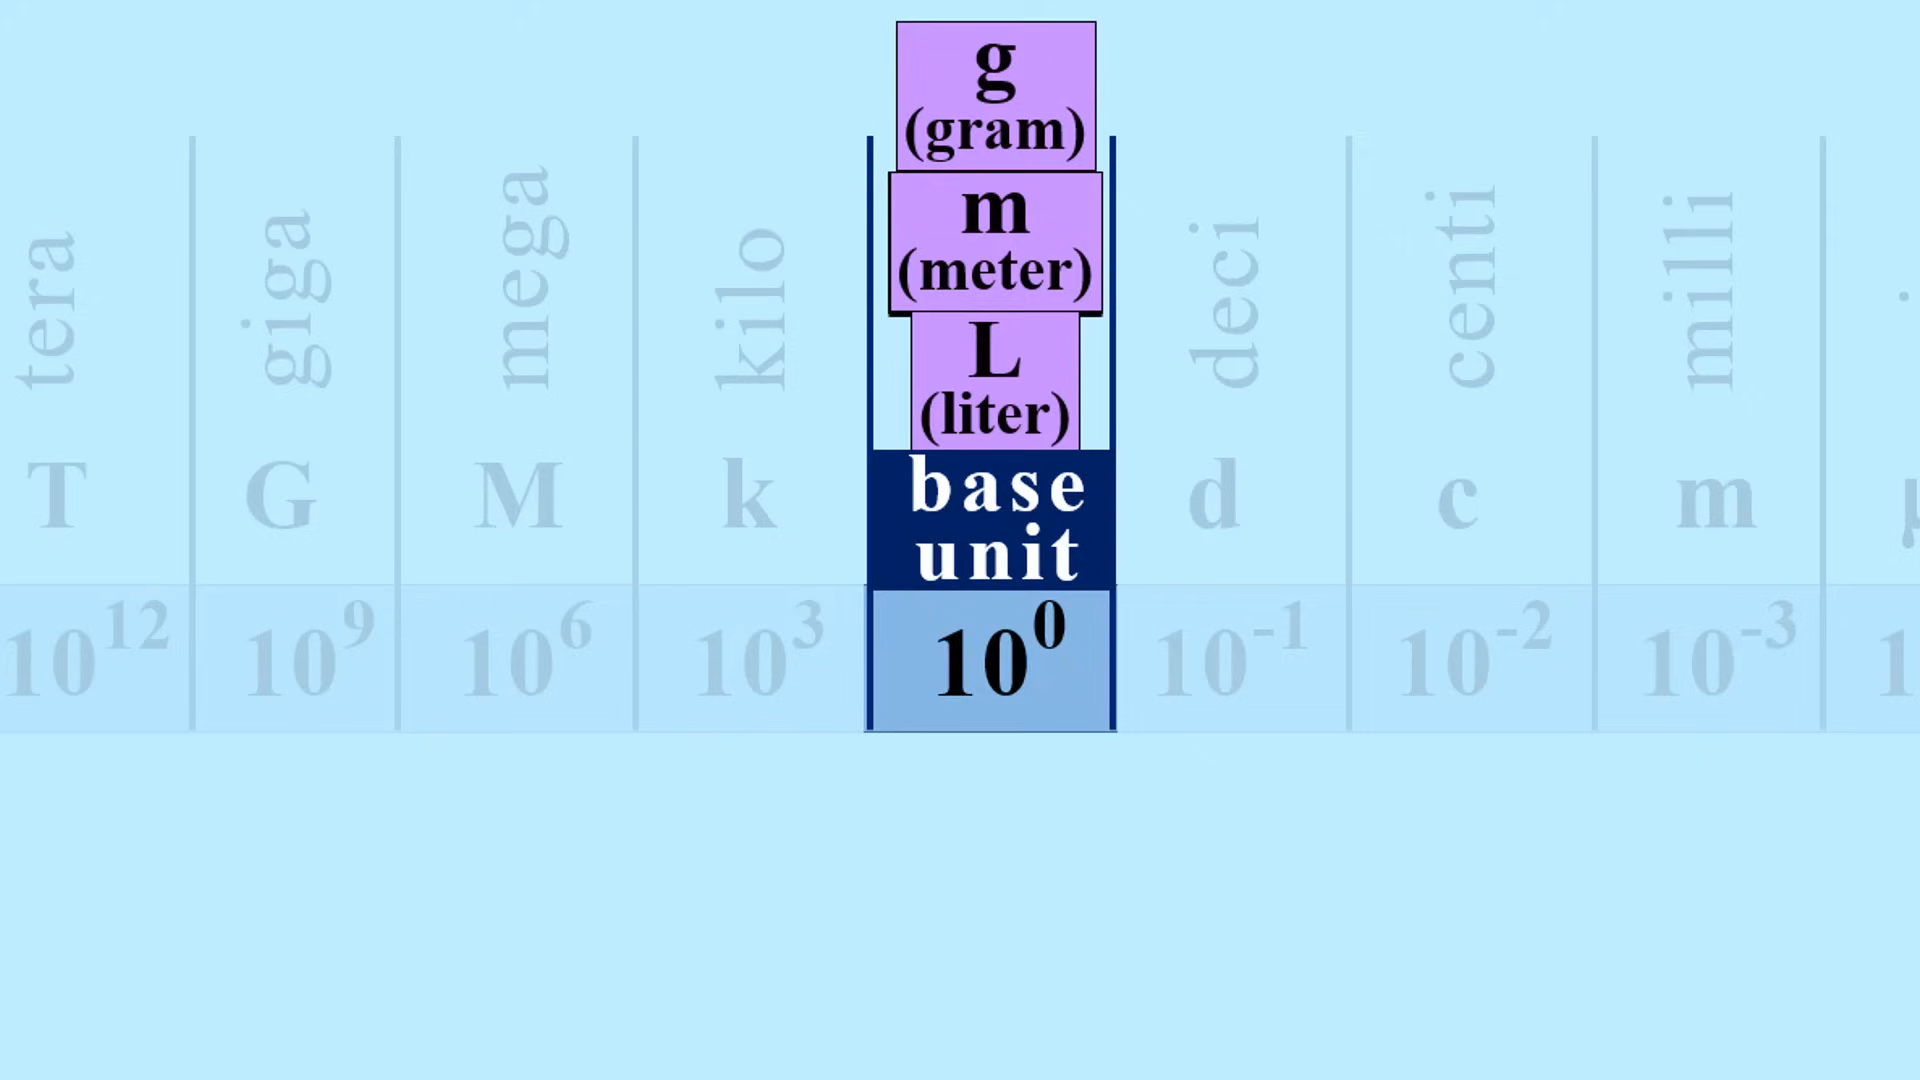 g
(gram)
m
(meter)
L
(liter)
tera giga mega kilo deci centi milli
T G M k base unit d c m μ
10¹² 10⁹ 10⁶ 10³ 10⁰ 10⁻¹ 10⁻² 10⁻³